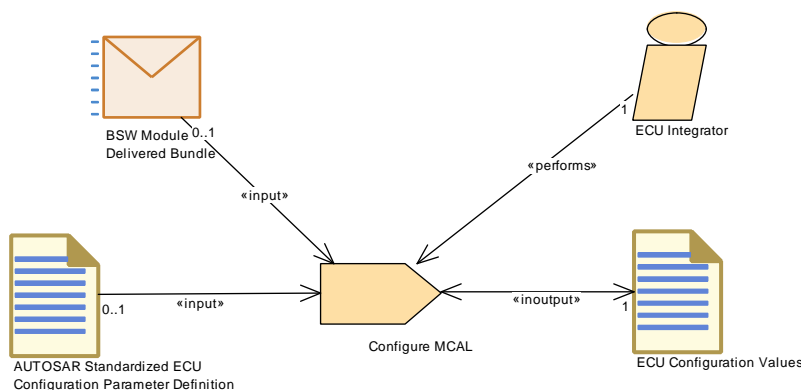 BSW Module
Delivered Bundle
0..1
ECU Integrator
1
«performs»
«input»
AUTOSAR Standardized ECU
Configuration Parameter Definition
0..1
«input»
Configure MCAL
«inoutput»
1
ECU Configuration Values